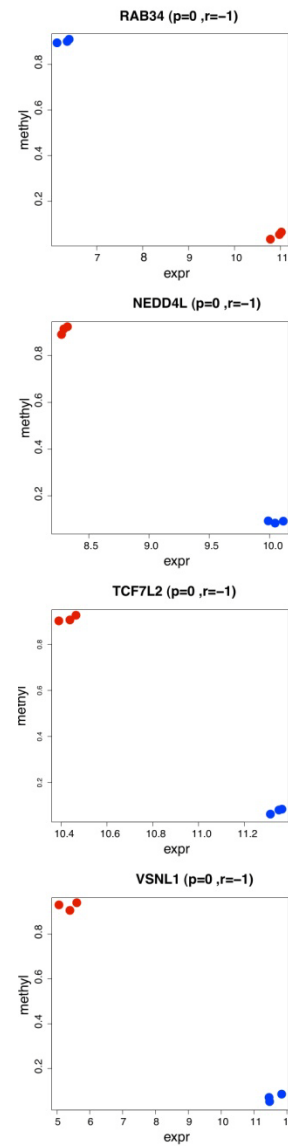 RAB34 (p=0 ,r=−1)
methyl
0.8
0.6
0.4
0.2
7 8 9 10 11
expr
NEDD4L (p=0 ,r=−1)
methyl
0.8
0.6
0.4
0.2
8.5 9.0 9.5 10.0
expr
TCF7L2 (p=0 ,r=−1)
methyl
0.8
0.6
0.4
0.2
10.4 10.6 10.8 11.0 11.2
expr
VSNL1 (p=0 ,r=−1)
methyl
0.8
0.6
0.4
0.2
5 6 7 8 9 10 11
expr